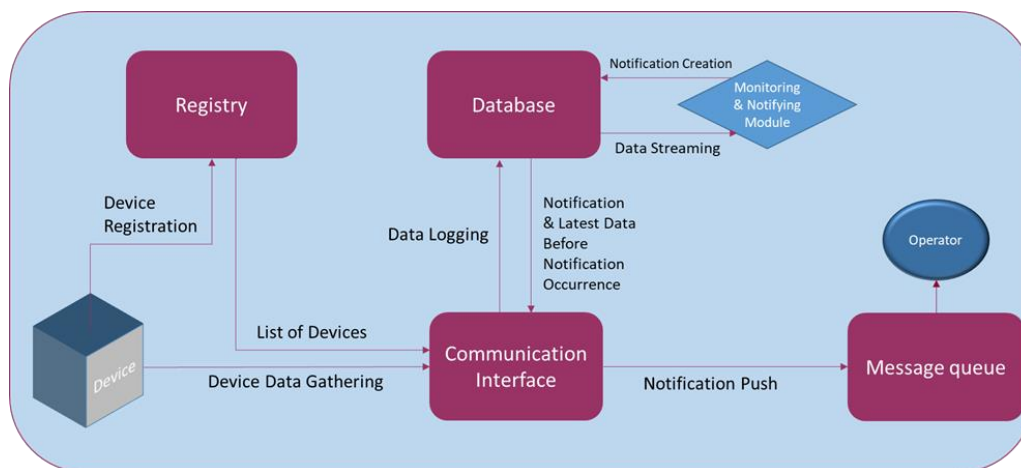 Notification Creation
Registry
Database
Monitoring
& Notifying
Module
Data Streaming
Device
Registration
Data Logging
Notification
& Latest Data
Before
Notification
Occurrence
Operator
List of Devices
Communication
Interface
Message queue
Device
Device Data Gathering
Notification Push